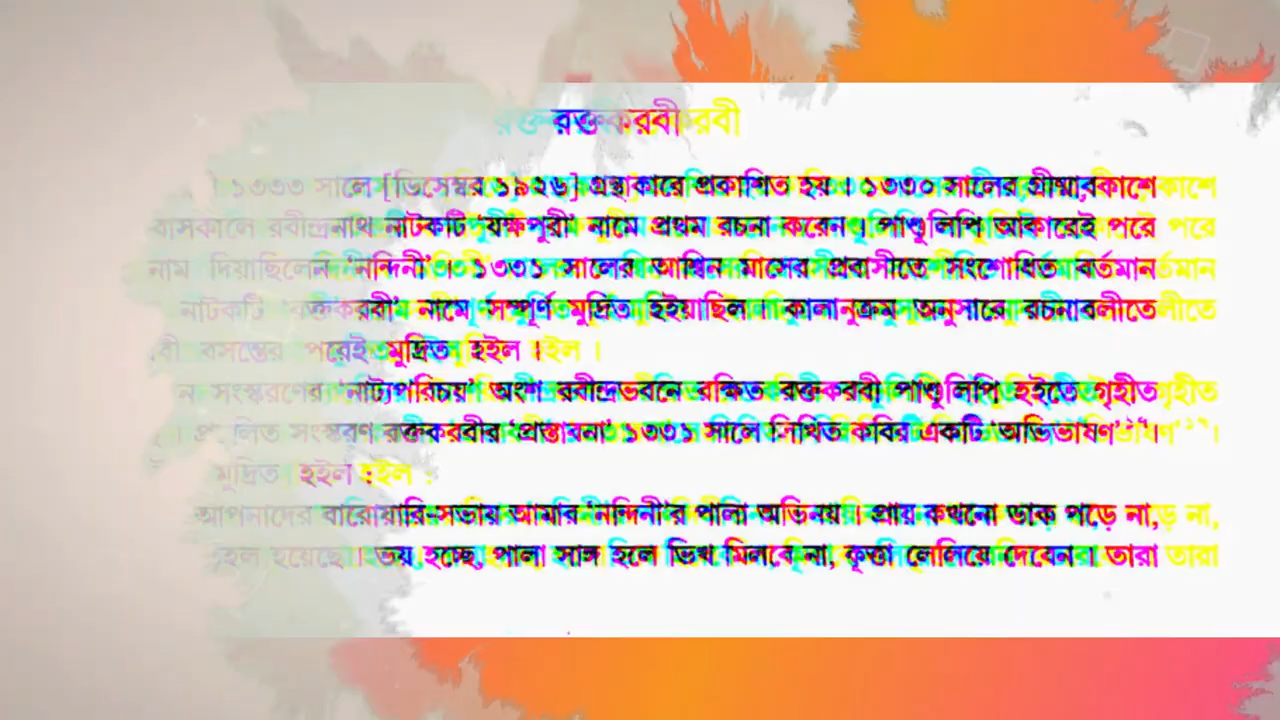 রক্তকরবী
১৩৩৩ সালে [ডিসেম্বর ১৯২৬] গ্রন্থাকারে প্রকাশিত হয়। ১৩৩০ সালের গ্রীষ্মাবকাশে
বাসকালে রবীন্দ্রনাথ নাটকটি ‘যক্ষপুরী’ নামে প্রথম রচনা করেন। পাণ্ডুলিপি আকারেই পরে
নাম দিয়াছিলেন ‘নন্দিনী’। ১৩৩১ সালের আশ্বিন মাসের প্রবাসীতে সংশোধিত বর্তমান
নাটকটি ‘রক্তকরবী’ নামে সম্পূর্ণ মুদ্রিত হইয়াছিল। কালানুক্রম অনুসারে রচনাবলীতে
বসন্তের পরেই মুদ্রিত হইল।
সংস্করণের ‘নাট্যপরিচয়’ অংশ রবীন্দ্রভবনে রক্ষিত রক্তকরবী পাণ্ডুলিপি হইতে গৃহীত
সংস্করণ রক্তকরবীর ‘প্রস্তাবনা’ ১৩৩১ সালে লিখিত কবির একটি ‘অভিভাষণ’
মুদ্রিত হইল
আপনাদের বারোয়ারি-সভায় আমার ‘নন্দিনী’র পালা অভিনয়। প্রায় কখনো ডাক পড়ে না,
হয়েছে। ভয় হচ্ছে, পালা সাঙ্গ হলে ভিখ মিলবে না, কুত্তা লেলিয়ে দেবেন। তারা